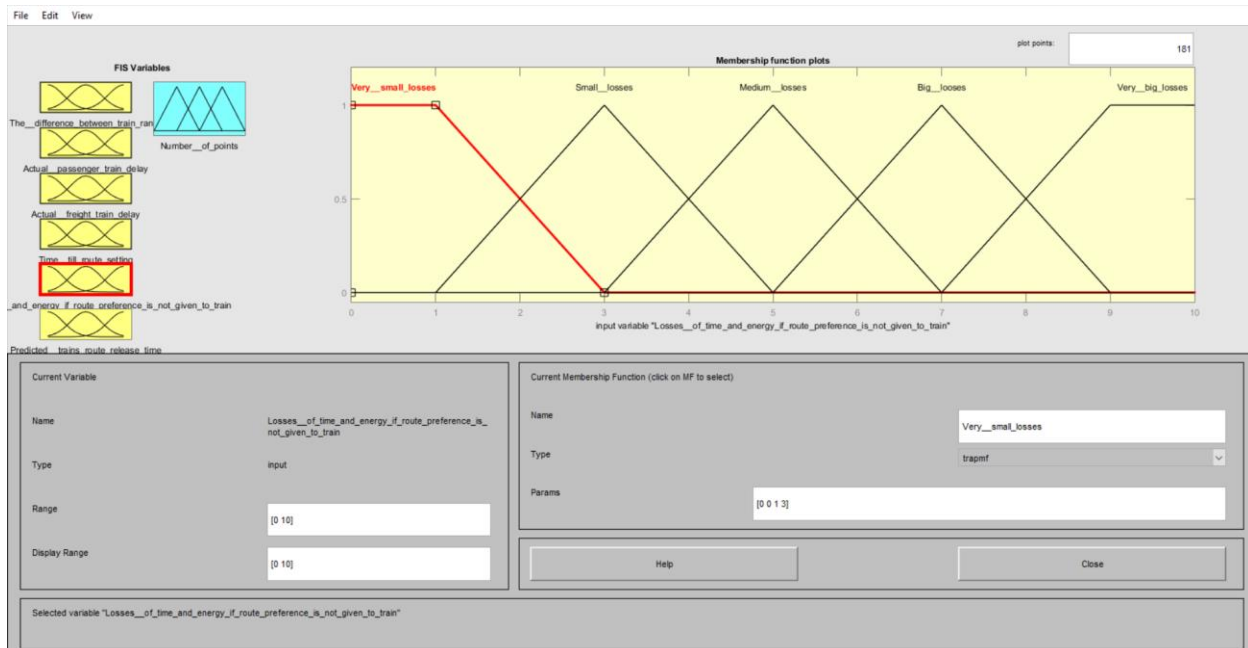 File Edit View
plot points: 181
FIS Variables
The__difference_between_train_ran
Number__of_points
Actual__passenger_train_delay
Actual__freight_train_delay
Time__till_route_setting
_and_energy_if_route_preference_is_not_given_to_train
Predicted__trains_route_release_time
Membership function plots
Very__small_losses Small__losses Medium__losses Big__looses Very__big_losses
1
0.5
0
0 1 2 3 4 5 6 7 8 9 10
input variable "Losses__of_time_and_energy_if_route_preference_is_not_given_to_train"
Current Variable
Name Losses__of_time_and_energy_if_route_preference_is_
not_given_to_train
Type input
Range [0 10]
Display Range [0 10]
Current Membership Function (click on MF to select)
Name Very__small_losses
Type trapmf
Params [0 0 1 3]
Help Close
Selected variable "Losses__of_time_and_energy_if_route_preference_is_not_given_to_train"